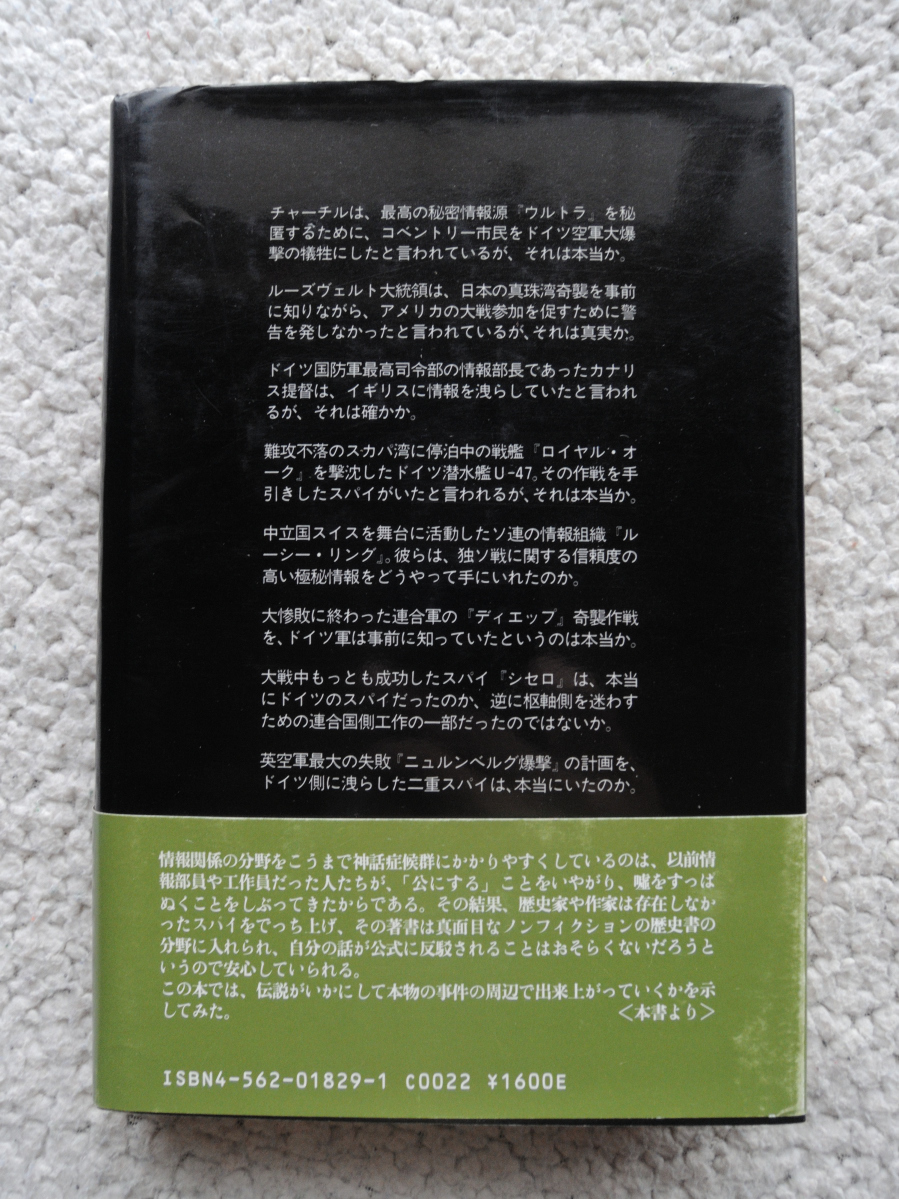 チャーチルは、最高の秘密情報源『ウルトラ』を秘
匿するために、コベントリー市民をドイツ空軍大爆
撃の犠牲にしたと言われているが、それは本当か。
ルーズヴェルト大統領は、日本の真珠湾奇襲を事前
に知りながら、アメリカの大戦参加を促すために警
告を発しなかったと言われているが、それは真実か。
ドイツ国防軍最高司令部の情報部長であったカナリ
ス提督は、イギリスに情報を洩らしていたと言われ
るが、それは確かか。
難攻不落のスカパ湾に停泊中の戦艦『ロイヤル・オ
ーク』を撃沈したドイツ潜水艦U-47。その作戦を手
引きしたスパイがいたと言われるが、それは本当か。
中立国スイスを舞台に活動したソ連の情報組織『ル
ーシー・リング』。彼らは、独ソ戦に関する信頼度の
高い極秘情報をどうやって手にいれたのか。
大惨敗に終わった連合軍の『ディエップ』奇襲作戦
を、ドイツ軍は事前に知っていたというのは本当か。
大戦中もっとも成功したスパイ『シセロ』は、本当
にドイツのスパイだったのか、逆に枢軸側を迷わす
ための連合国側工作の一部だったのではないか。
英空軍最大の失敗『ニュルンベルグ爆撃』の計画を、
ドイツ側に洩らした二重スパイは、本当にいたのか。
情報関係の分野をこうまで神話症候群にかかりやすくしているのは、以前情
報部員や工作員だった人たちが、「公にする」ことをいやがり、嘘をすっぱ
ぬくことをしぶってきたからである。その結果、歴史家や作家は存在しなか
ったスパイをでっち上げ、その著書は真面目なノンフィクションの歴史書の
分野に入れられ、自分の話が公式に反駁されることはおそらくないだろうと
いうので安心していられる。
この本では、伝説がいかにして本物の事件の周辺で出来上がっていくかを示
してみた。 <本書より>
ISBN4-562-01829-1 C0022 ¥1600E